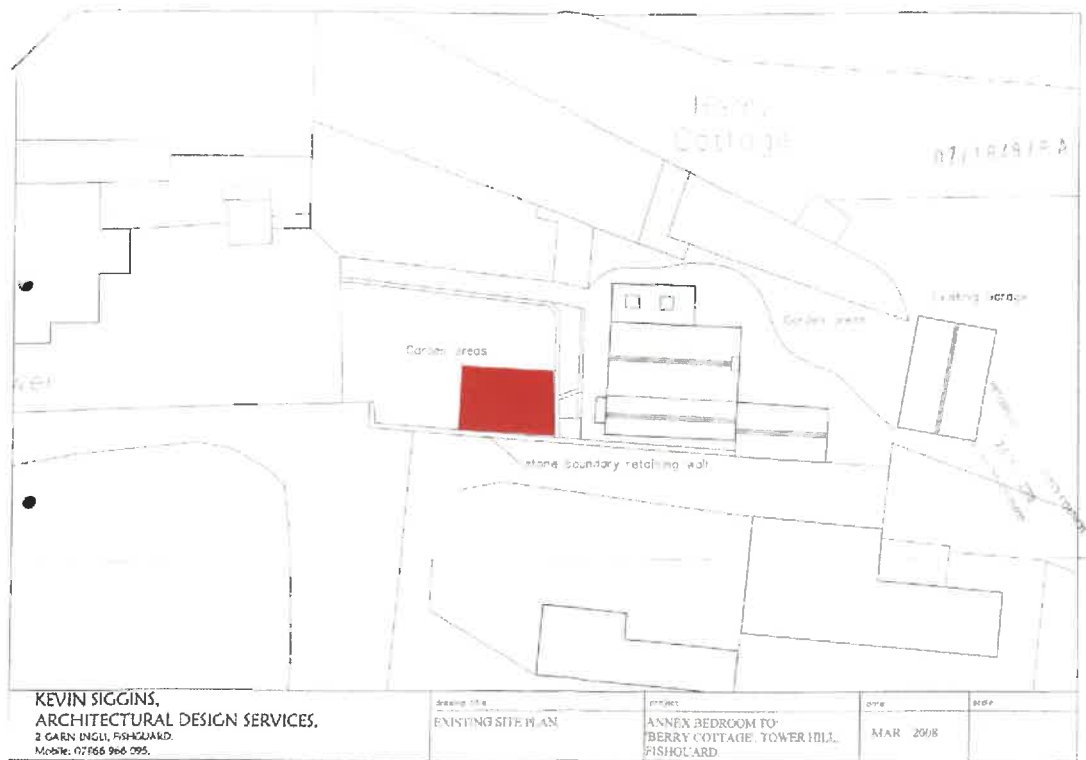 Berry
Cottage
Existing Garage
Garden areas
Garden areas
stone boundary retaining wall
KEVIN SIGGINS,
ARCHITECTURAL DESIGN SERVICES,
2 GARN INGLI, FISHGUARD.
Mobile: 07866 966 095.
drawing title
EXISTING SITE PLAN
project
ANNEX BEDROOM TO
'BERRY COTTAGE', TOWER HILL,
FISHGUARD
date
MAR 2008
scale